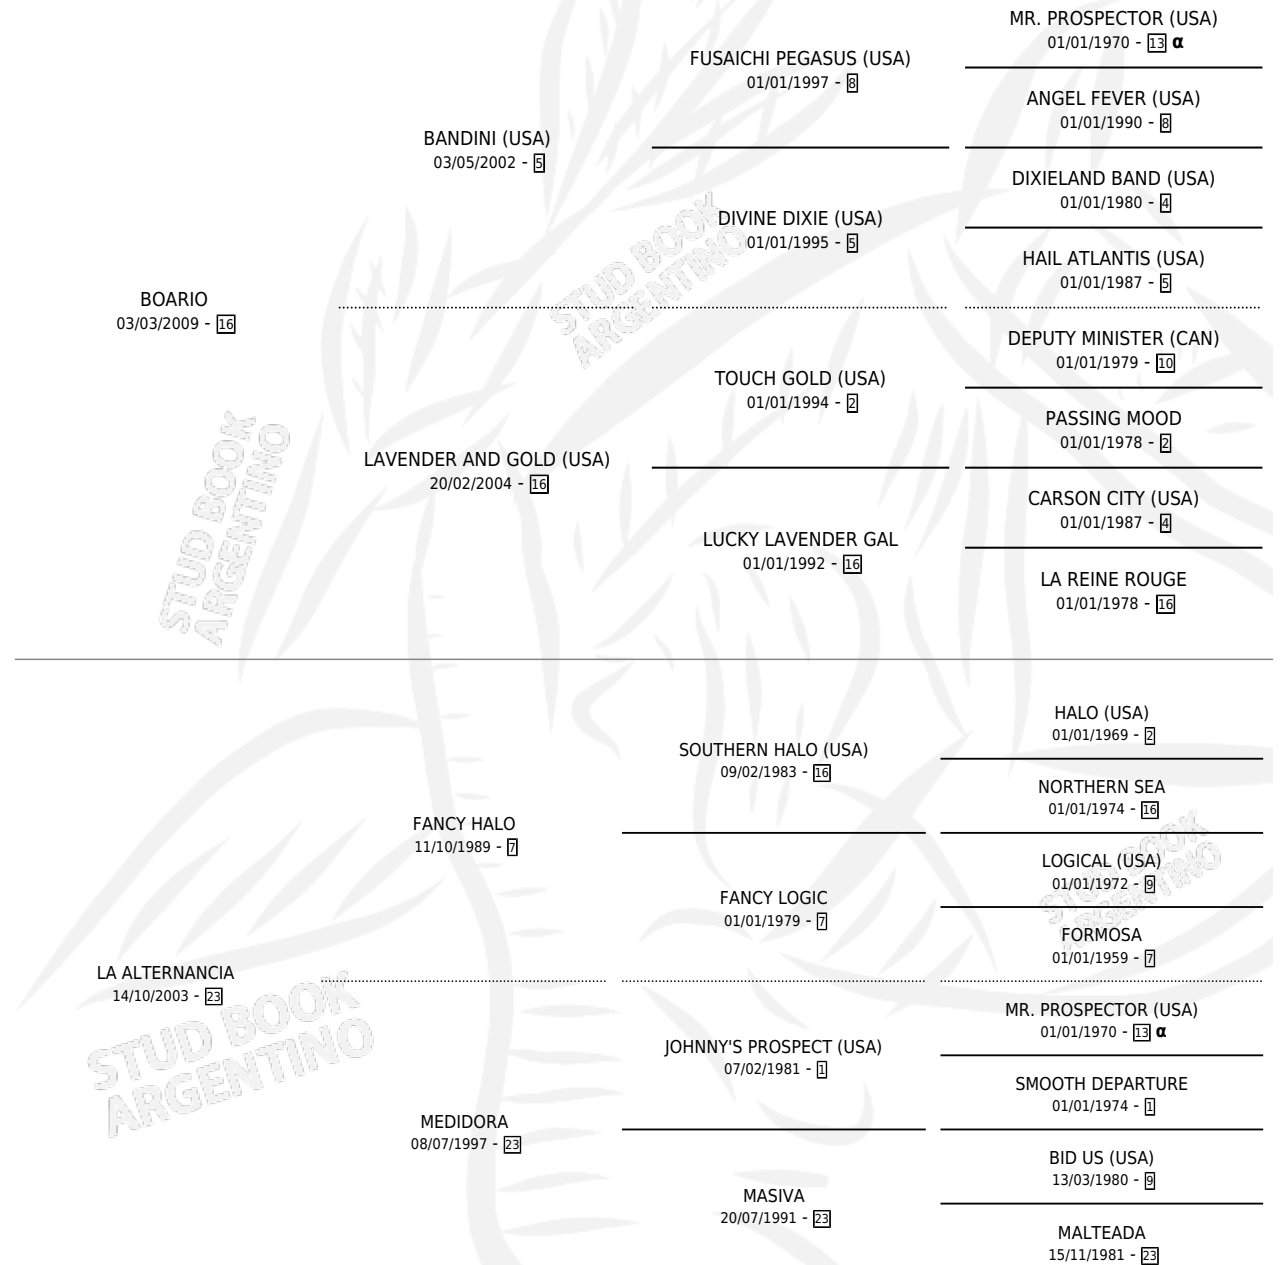 MR. PROSPECTOR (USA)
01/01/1970 - 13 α
FUSAICHI PEGASUS (USA)
01/01/1997 - 8
ANGEL FEVER (USA)
01/01/1990 - 8
BANDINI (USA)
03/05/2002 - 5
DIXIELAND BAND (USA)
01/01/1980 - 4
DIVINE DIXIE (USA)
01/01/1995 - 5
HAIL ATLANTIS (USA)
01/01/1987 - 5
BOARIO
03/03/2009 - 16
DEPUTY MINISTER (CAN)
01/01/1979 - 10
TOUCH GOLD (USA)
01/01/1994 - 2
PASSING MOOD
01/01/1978 - 2
LAVENDER AND GOLD (USA)
20/02/2004 - 16
CARSON CITY (USA)
01/01/1987 - 4
LUCKY LAVENDER GAL
01/01/1992 - 16
LA REINE ROUGE
01/01/1978 - 16
HALO (USA)
01/01/1969 - 2
SOUTHERN HALO (USA)
09/02/1983 - 16
NORTHERN SEA
01/01/1974 - 16
FANCY HALO
11/10/1989 - 7
LOGICAL (USA)
01/01/1972 - 9
FANCY LOGIC
01/01/1979 - 7
FORMOSA
01/01/1959 - 7
LA ALTERNANCIA
14/10/2003 - 23
MR. PROSPECTOR (USA)
01/01/1970 - 13 α
JOHNNY'S PROSPECT (USA)
07/02/1981 - 1
SMOOTH DEPARTURE
01/01/1974 - 1
MEDIDORA
08/07/1997 - 23
BID US (USA)
13/03/1980 - 9
MASIVA
20/07/1991 - 23
MALTEADA
15/11/1981 - 23
STUD BOOK
ARGENTINO
STUD BOOK
ARGENTINO
STUD BOOK
ARGENTINO
STUD BOOK
ARGENTINO